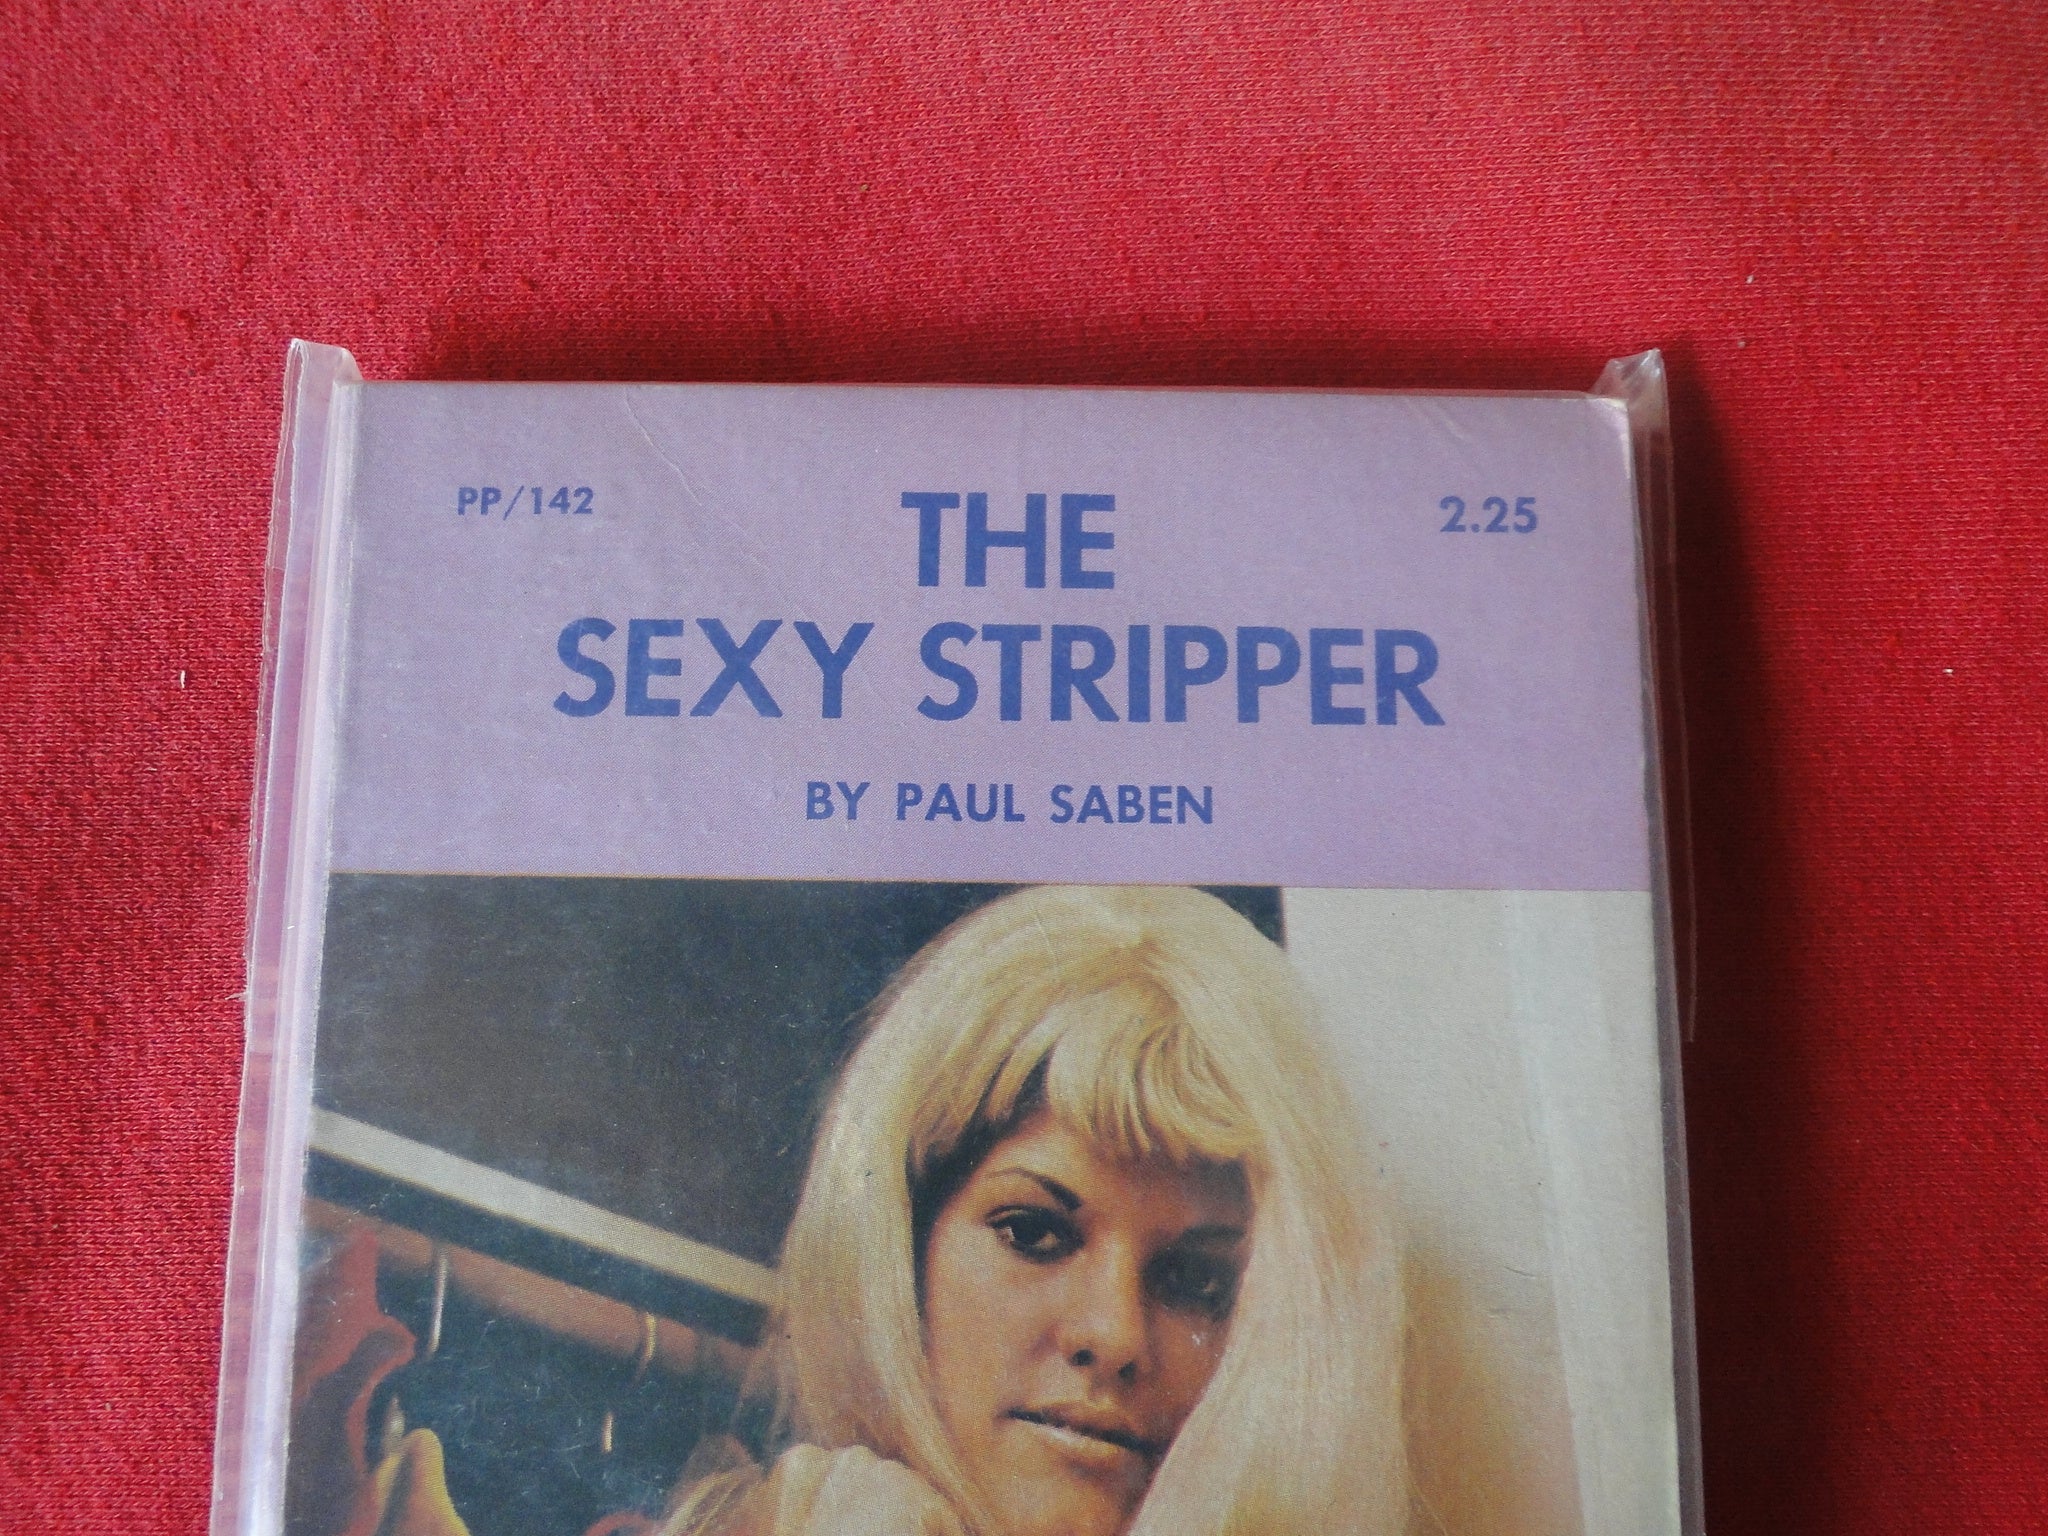 PP/142
THE
2.25
SEXY STRIPPER
BY PAUL SABEN